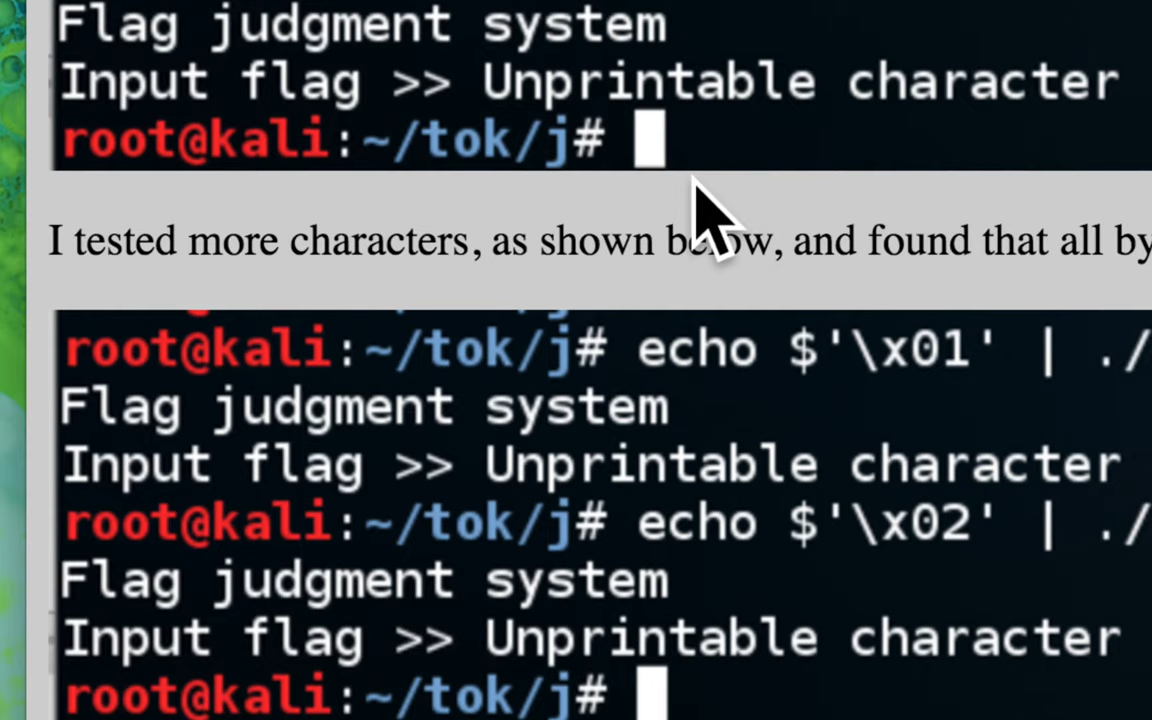 Flag judgment system
Input flag >> Unprintable character
root@kali:~/tok/j#
I tested more characters, as shown below, and found that all by
root@kali:~/tok/j# echo $'\x01' | ./
Flag judgment system
Input flag >> Unprintable character
root@kali:~/tok/j# echo $'\x02' | ./
Flag judgment system
Input flag >> Unprintable character
root@kali:~/tok/j#